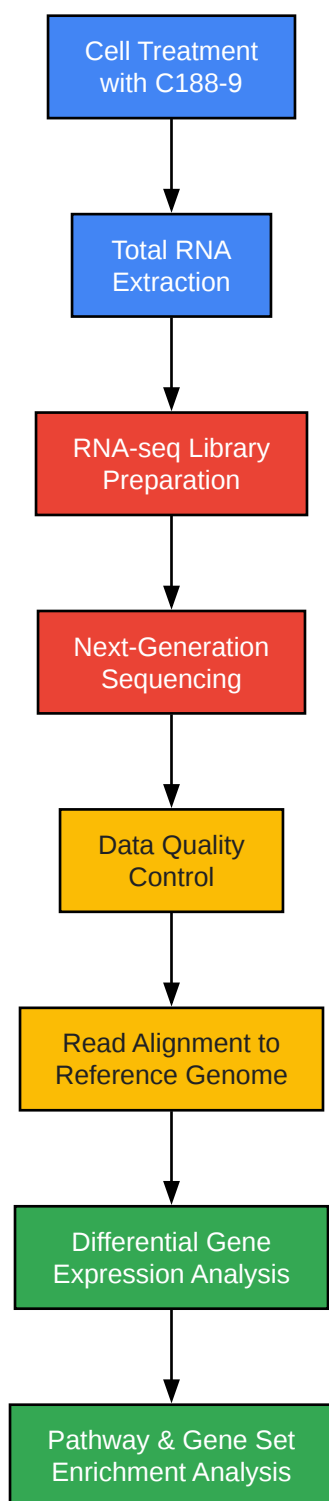 Cell Treatment
with C188-9
Total RNA
Extraction
RNA-seq Library
Preparation
Next-Generation
Sequencing
Data Quality
Control
Read Alignment to
Reference Genome
Differential Gene
Expression Analysis
Pathway & Gene Set
Enrichment Analysis